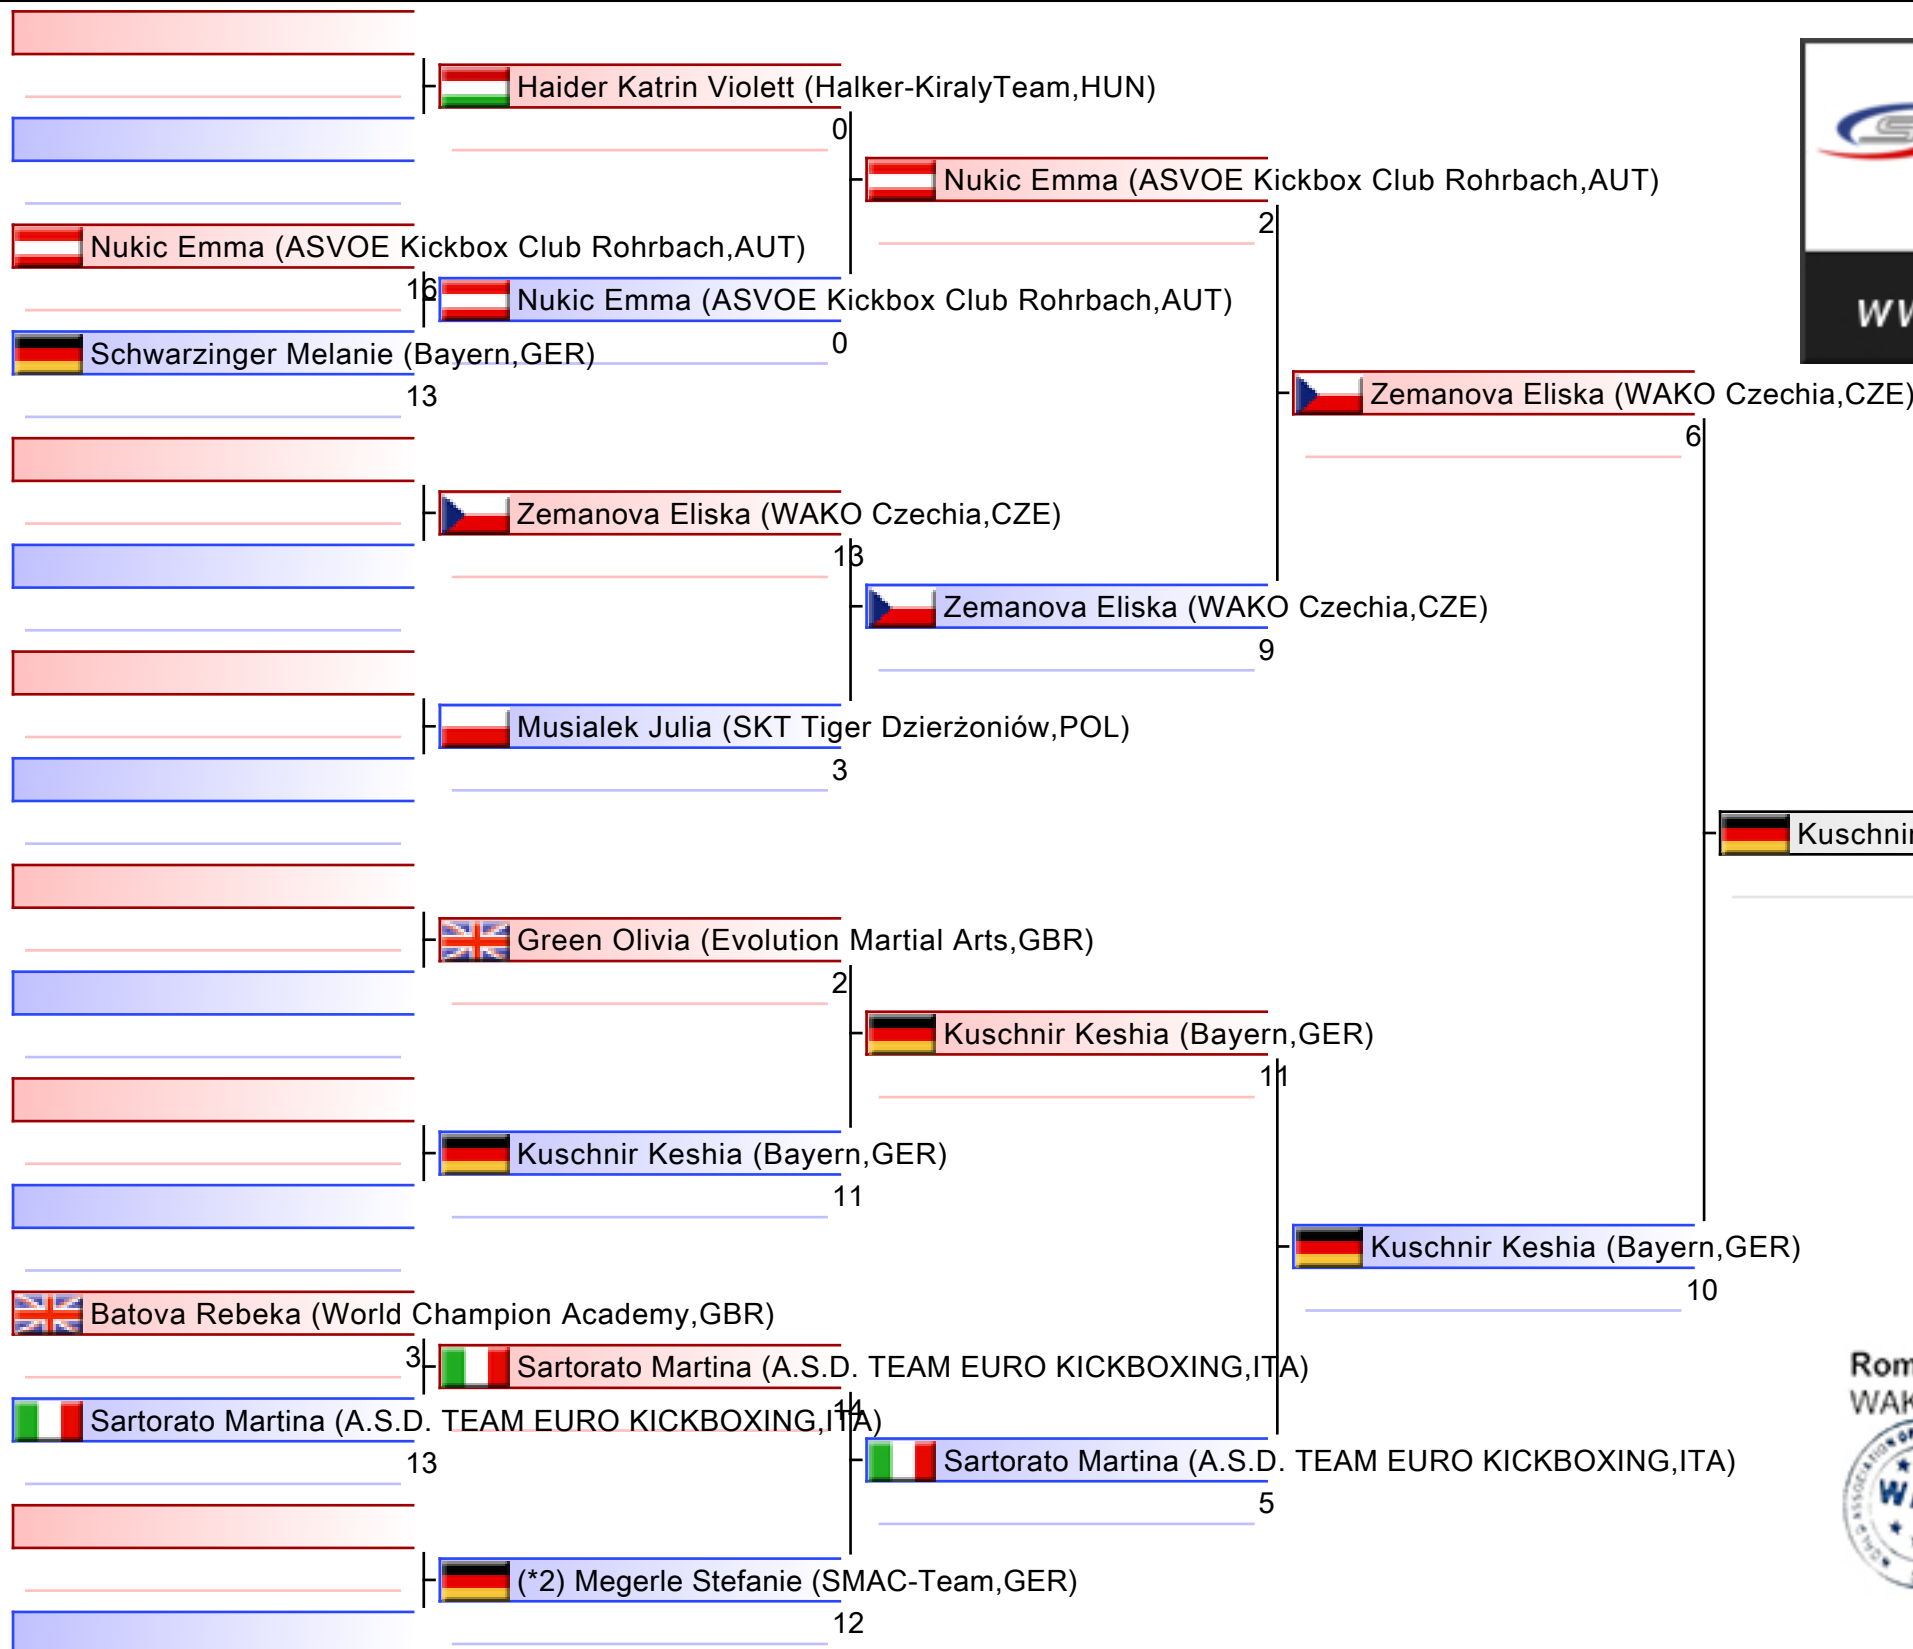 Haider Katrin Violett (Halker-KiralyTeam,HUN)
0
Nukic Emma (ASVOE Kickbox Club Rohrbach,AUT)
2
Nukic Emma (ASVOE Kickbox Club Rohrbach,AUT)
16
Nukic Emma (ASVOE Kickbox Club Rohrbach,AUT)
0
Schwarzinger Melanie (Bayern,GER)
13
Zemanova Eliska (WAKO Czechia,CZE)
6
Zemanova Eliska (WAKO Czechia,CZE)
13
Zemanova Eliska (WAKO Czechia,CZE)
9
Musialek Julia (SKT Tiger Dzierżoniów,POL)
3
Kuschnir
Green Olivia (Evolution Martial Arts,GBR)
2
Kuschnir Keshia (Bayern,GER)
11
Kuschnir Keshia (Bayern,GER)
11
Kuschnir Keshia (Bayern,GER)
10
Batova Rebeka (World Champion Academy,GBR)
3
Sartorato Martina (A.S.D. TEAM EURO KICKBOXING,ITA)
14
Sartorato Martina (A.S.D. TEAM EURO KICKBOXING,ITA)
13
Sartorato Martina (A.S.D. TEAM EURO KICKBOXING,ITA)
5
(*2) Megerle Stefanie (SMAC-Team,GER)
12